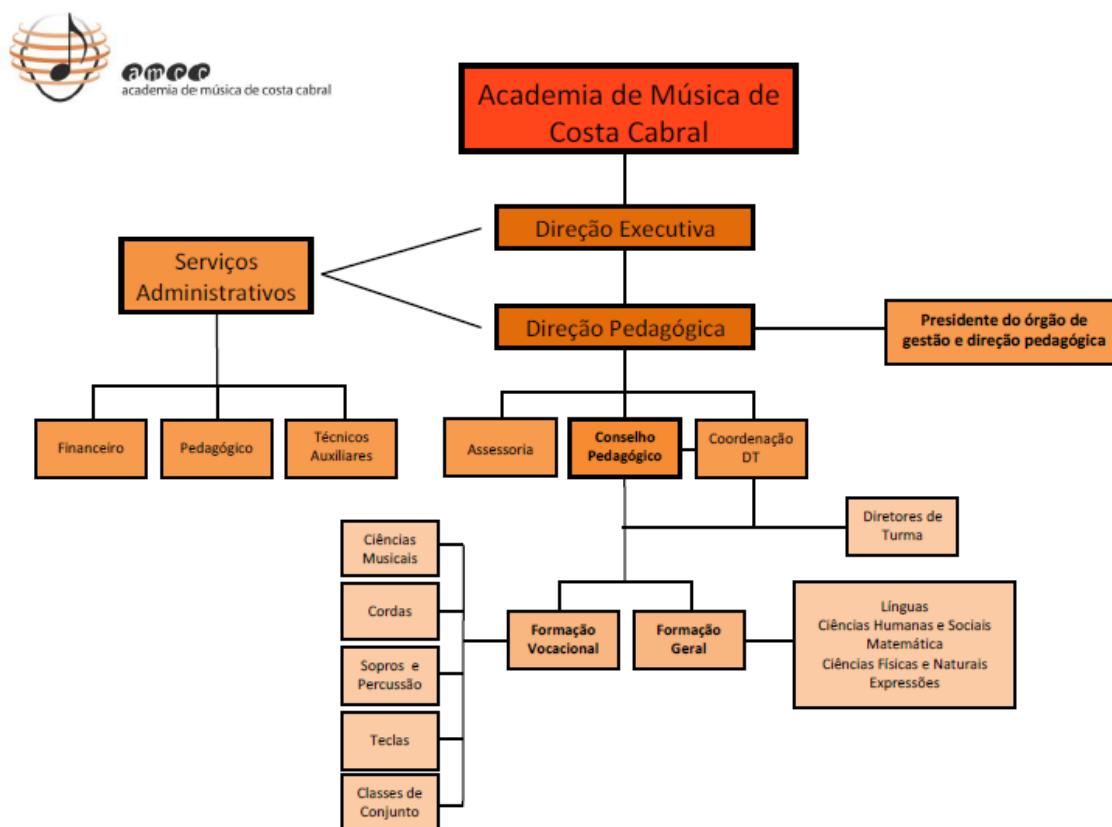 amcc
academia de música de costa cabral
Academia de Música de
Costa Cabral
Direção Executiva
Serviços
Administrativos
Direção Pedagógica
Presidente do órgão de
gestão e direção pedagógica
Financeiro
Pedagógico
Técnicos
Auxiliares
Assessoria
Conselho
Pedagógico
Coordenação
DT
Diretores de
Turma
Ciências
Musicais
Cordas
Sopros e
Percussão
Teclas
Classes de
Conjunto
Formação
Vocacional
Formação
Geral
Línguas
Ciências Humanas e Sociais
Matemática
Ciências Físicas e Naturais
Expressões